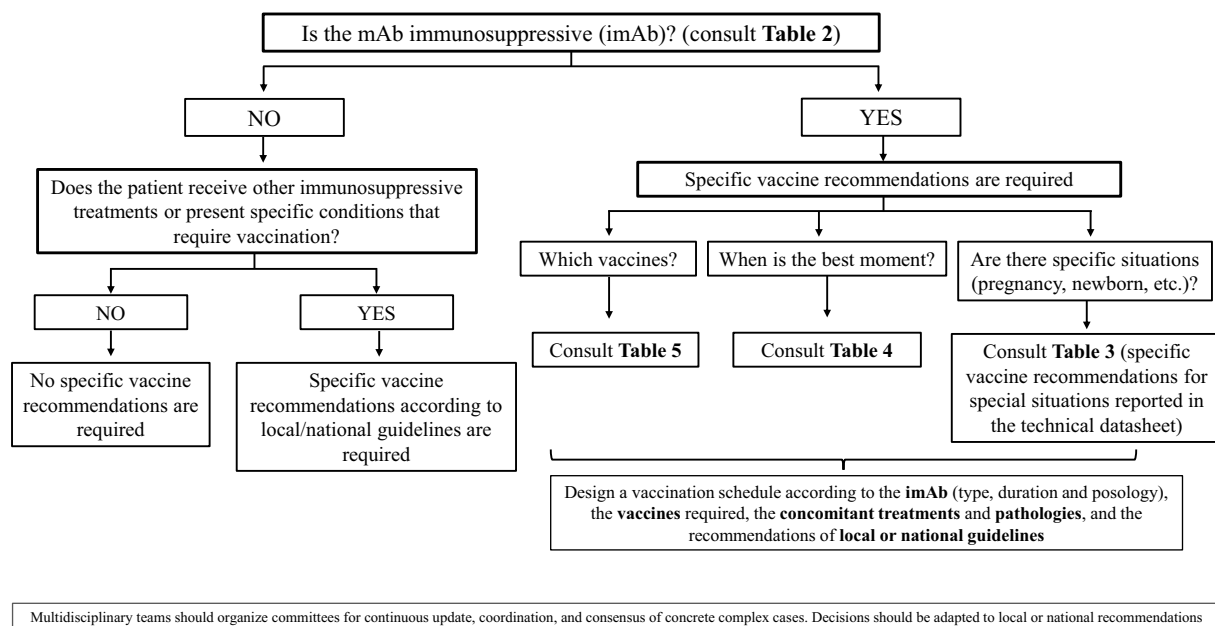 Is the mAb immunosuppressive (imAb)? (consult Table 2)
NO
YES
Does the patient receive other immunosuppressive
treatments or present specific conditions that
require vaccination?
Specific vaccine recommendations are required
NO
YES
Which vaccines?
When is the best moment?
Are there specific situations
(pregnancy, newborn, etc.)?
No specific vaccine
recommendations are
required
Specific vaccine
recommendations according to
local/national guidelines are
required
Consult Table 5
Consult Table 4
Consult Table 3 (specific
vaccine recommendations for
special situations reported in
the technical datasheet)
Design a vaccination schedule according to the imAb (type, duration and posology),
the vaccines required, the concomitant treatments and pathologies, and the
recommendations of local or national guidelines
Multidisciplinary teams should organize committees for continuous update, coordination, and consensus of concrete complex cases. Decisions should be adapted to local or national recommendations